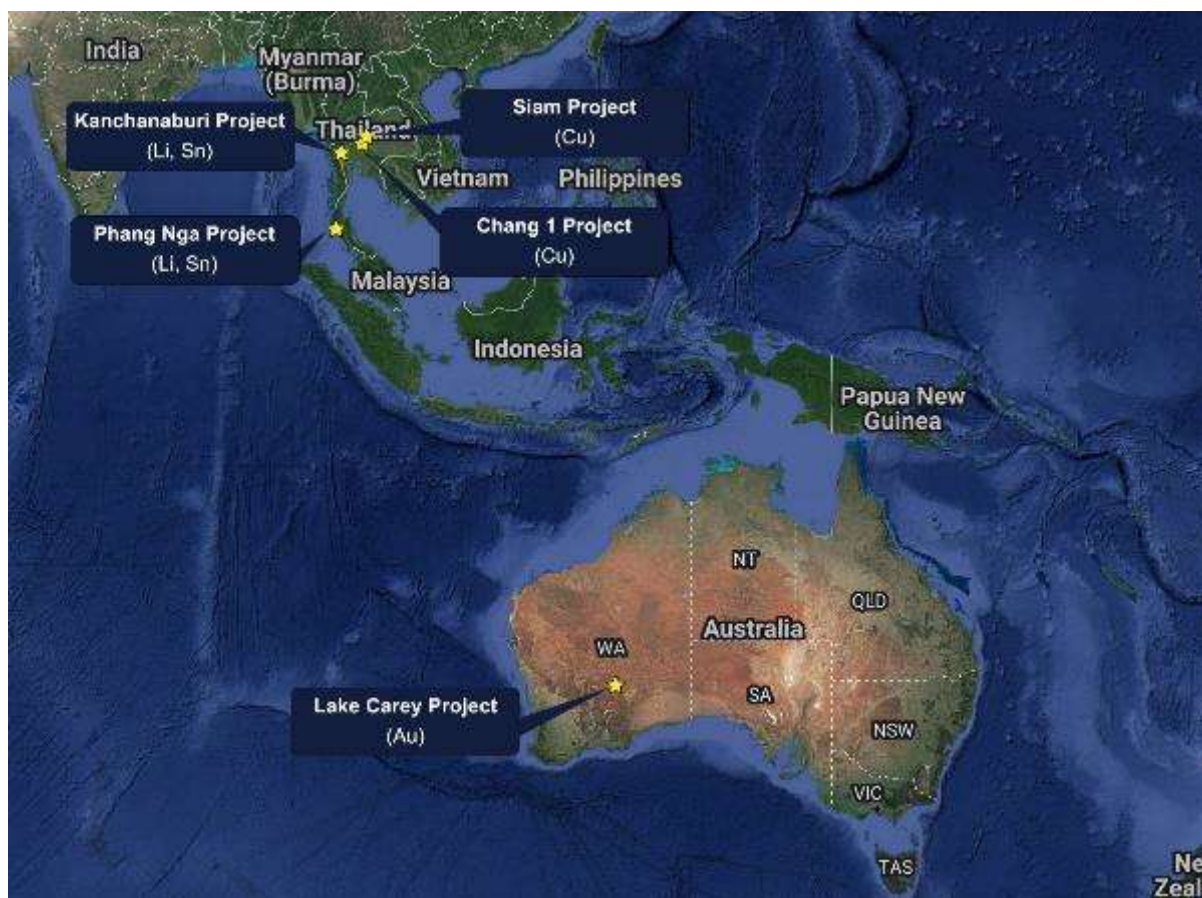 India
Myanmar
(Burma)
Kanchanaburi Project
(Li, Sn)
Thailand
Siam Project
(Cu)
Vietnam
Philippines
Phang Nga Project
(Li, Sn)
Chang 1 Project
(Cu)
Malaysia
Indonesia
Papua New
Guinea
NT
QLD
Australia
WA
SA
Lake Carey Project
(Au)
NSW
VIC
TAS
Ne
Zeal